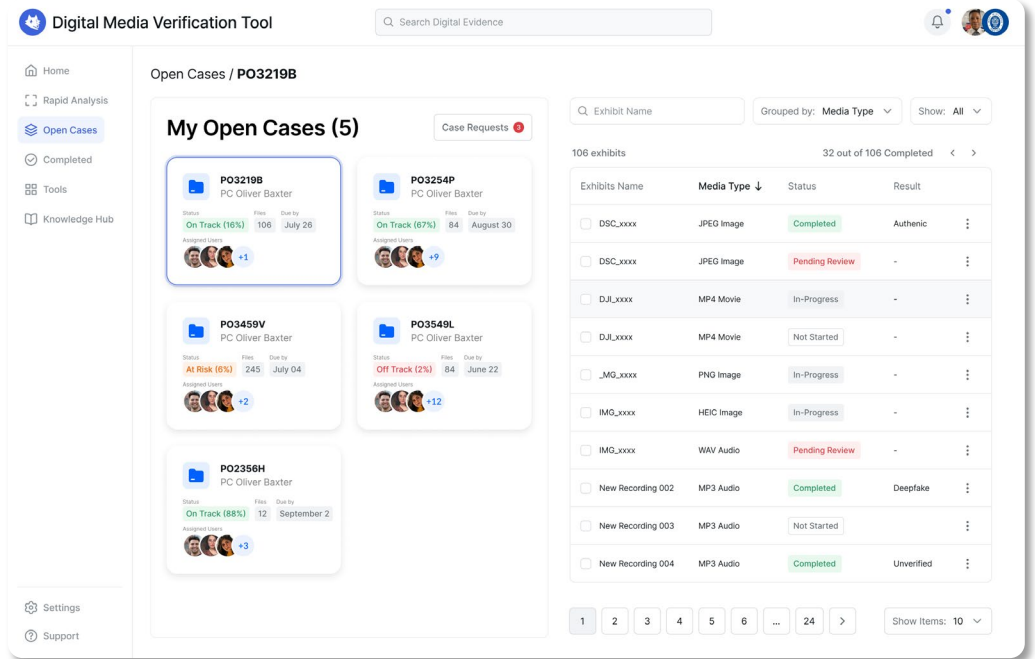 Digital Media Verification Tool
Search Digital Evidence
Home
Rapid Analysis
Open Cases
Completed
Tools
Knowledge Hub
Settings
Support
Open Cases / PO3219B
My Open Cases (5)
Case Requests 3
PO3219B
PC Oliver Baxter
Status Files Due by
On Track (16%) 106 July 26
Assigned Users
+1
PO3254P
PC Oliver Baxter
Status Files Due by
On Track (67%) 84 August 30
Assigned Users
+9
PO3459V
PC Oliver Baxter
Status Files Due by
At Risk (6%) 245 July 04
Assigned Users
+2
PO3549L
PC Oliver Baxter
Status Files Due by
Off Track (2%) 84 June 22
Assigned Users
+12
PO2356H
PC Oliver Baxter
Status Files Due by
On Track (88%) 12 September 2
Assigned Users
+3
Exhibit Name
Grouped by: Media Type
Show: All
106 exhibits
32 out of 106 Completed
Exhibits Name Media Type Status Result
DSC_xxxx JPEG Image Completed Authenic
DSC_xxxx JPEG Image Pending Review -
DJI_xxxx MP4 Movie In-Progress -
DJI_xxxx MP4 Movie Not Started -
_MG_xxxx PNG Image In-Progress -
IMG_xxxx HEIC Image In-Progress -
IMG_xxxx WAV Audio Pending Review -
New Recording 002 MP3 Audio Completed Deepfake
New Recording 003 MP3 Audio Not Started -
New Recording 004 MP3 Audio Completed Unverified
1 2 3 4 5 6 ... 24
Show Items: 10